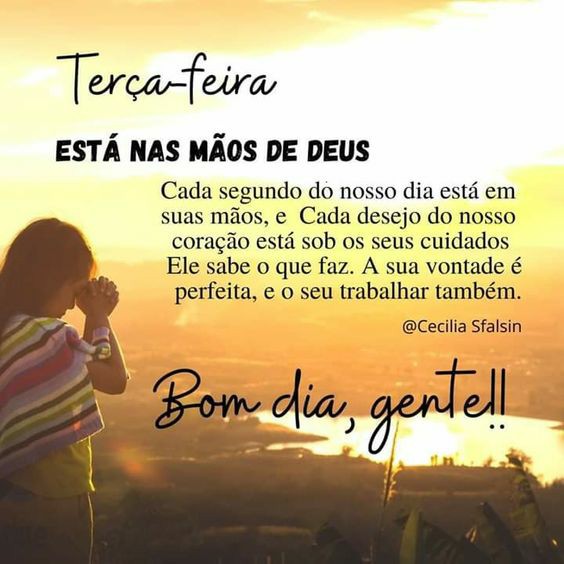 Terça-feira
ESTÁ NAS MÃOS DE DEUS
Cada segundo do nosso dia está em
suas mãos, e Cada desejo do nosso
coração está sob os seus cuidados
Ele sabe o que faz. A sua vontade é
perfeita, e o seu trabalhar também.
@Cecilia Sfalsin
Bom dia, gente!!